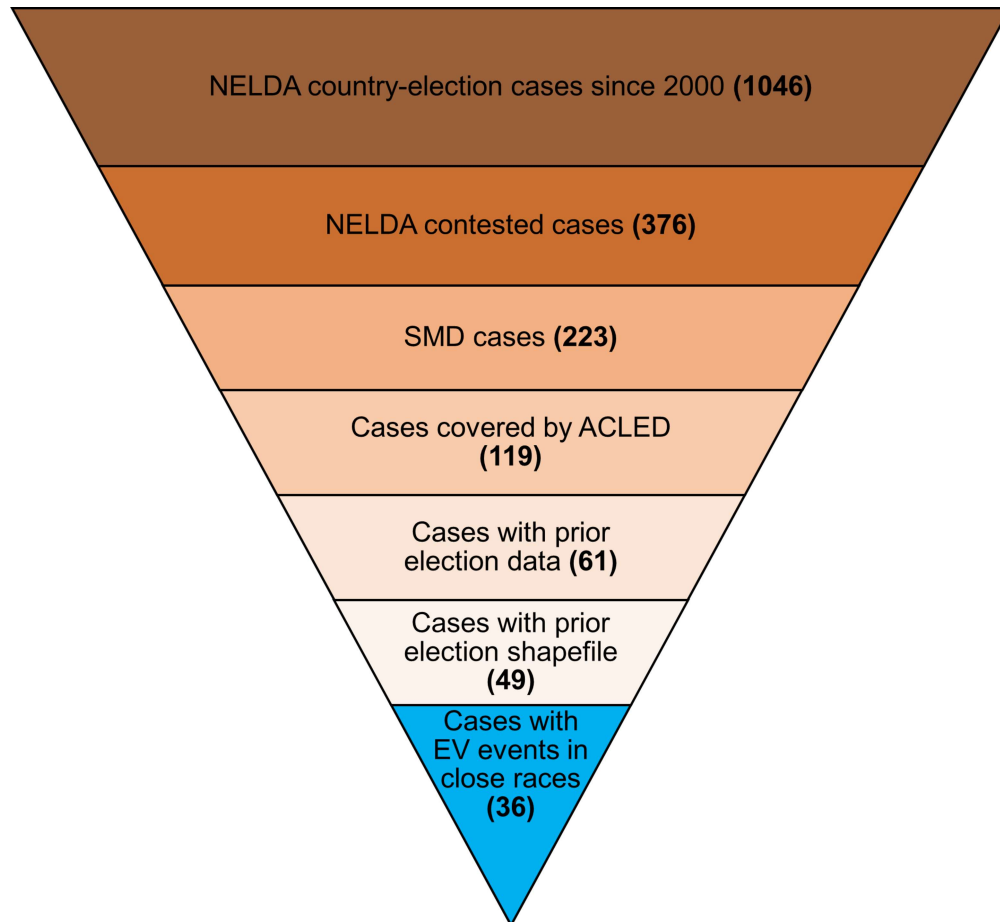 NELDA country-election cases since 2000 (1046)
NELDA contested cases (376)
SMD cases (223)
Cases covered by ACLED
(119)
Cases with prior
election data (61)
Cases with prior
election shapefile
(49)
Cases with
EV events in
close races
(36)